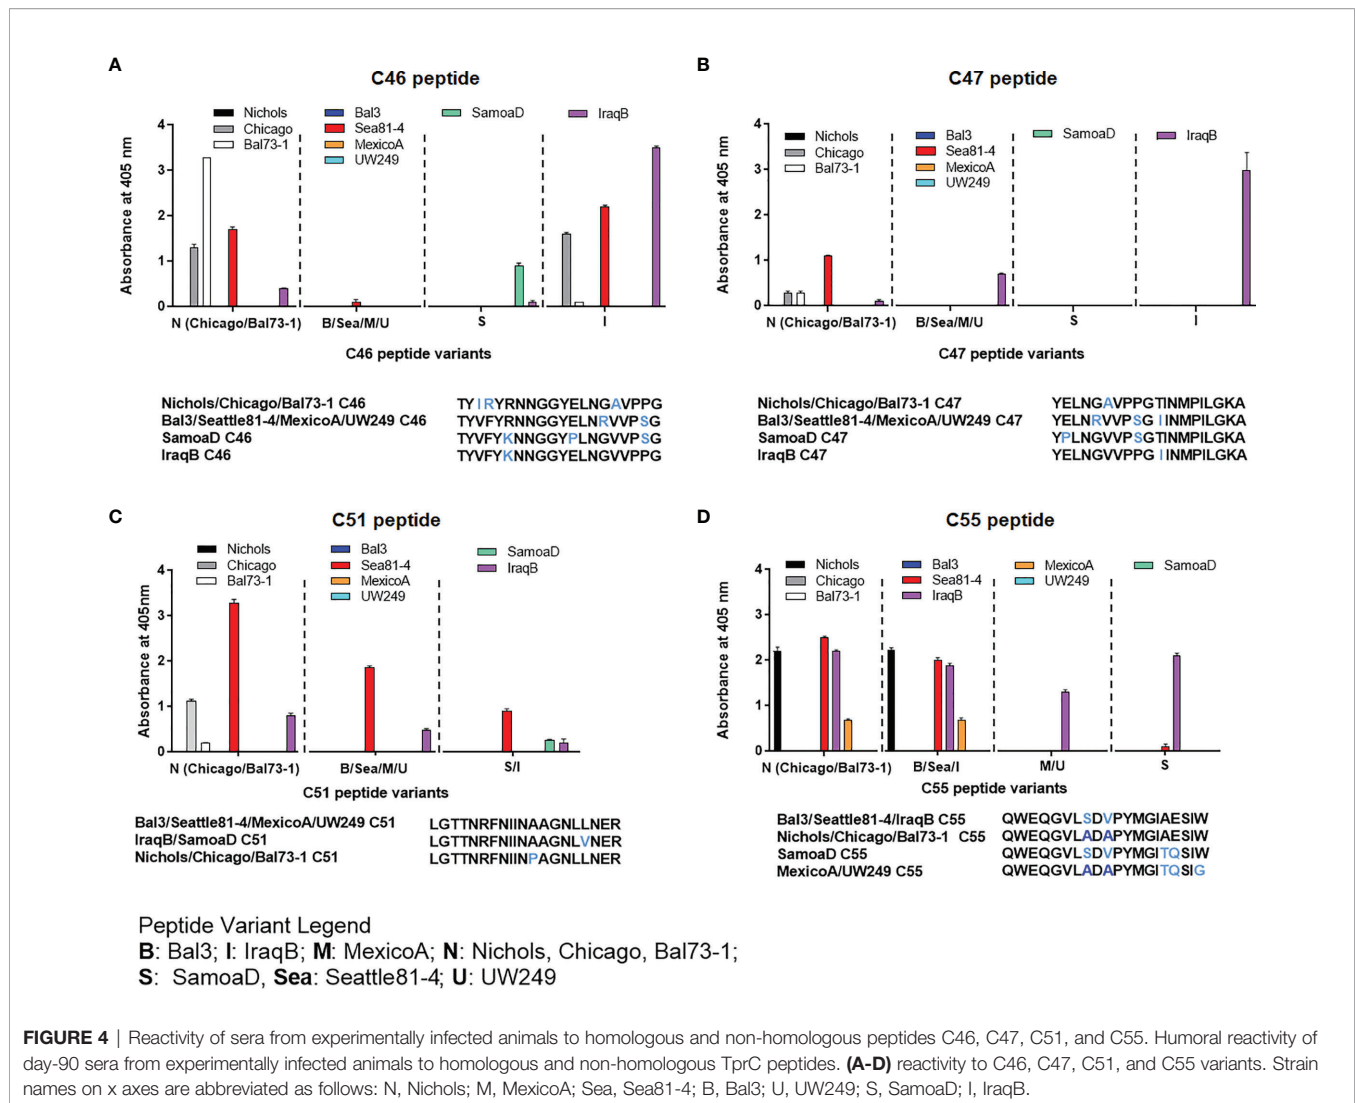 A
C46 peptide
Nichols
Chicago
Bal73-1
Bal3
Sea81-4
MexicoA
UW249
SamoaD
IraqB
Absorbance at 405 nm
4
3
2
1
0
N (Chicago/Bal73-1)
B/Sea/M/U
S
I
C46 peptide variants
Nichols/Chicago/Bal73-1 C46 TYIRYRNNGGYELNGAVPPG
Bal3/Seattle81-4/MexicoA/UW249 C46 TYVFYRNNGGYELNRVVPSG
SamoaD C46 TYVFYKNNGGYPLNGVVPSG
IraqB C46 TYVFYKNNGGYELNGVVPPG
B
C47 peptide
Nichols
Chicago
Bal73-1
Bal3
Sea81-4
MexicoA
UW249
SamoaD
IraqB
Absorbance at 405 nm
4
3
2
1
0
N (Chicago/Bal73-1)
B/Sea/M/U
S
I
C47 peptide variants
Nichols/Chicago/Bal73-1 C47 YELNGAVPPGTINMPILGKA
Bal3/Seattle81-4/MexicoA/UW249 C47 YELNRVVPSGIINMPILGKA
SamoaD C47 YPLNGVVPSGTINMPILGKA
IraqB C47 YELNGVVPPGIINMPILGKA
C
C51 peptide
Nichols
Chicago
Bal73-1
Bal3
Sea81-4
MexicoA
UW249
SamoaD
IraqB
Absorbance at 405nm
4
3
2
1
0
N (Chicago/Bal73-1)
B/Sea/M/U
S/I
C51 peptide variants
Bal3/Seattle81-4/MexicoA/UW249 C51 LGTTNRFNIINAAGNLLNER
IraqB/SamoaD C51 LGTTNRFNIINAAGNLVNER
Nichols/Chicago/Bal73-1 C51 LGTTNRFNIINPAGNLLNER
D
C55 peptide
Nichols
Chicago
Bal73-1
Bal3
Sea81-4
IraqB
MexicoA
UW249
SamoaD
Absorbance at 405 nm
4
3
2
1
0
N (Chicago/Bal73-1)
B/Sea/I
M/U
S
C55 peptide variants
Bal3/Seattle81-4/IraqB C55 QWEQGVLSDVPYMGIAESIW
Nichols/Chicago/Bal73-1 C55 QWEQGVLADAPYMGIAESIW
SamoaD C55 QWEQGVLSDVPYMGITQSIW
MexicoA/UW249 C55 QWEQGVLADAPYMGITQSIG
Peptide Variant Legend
B: Bal3; I: IraqB; M: MexicoA; N: Nichols, Chicago, Bal73-1;
S: SamoaD, Sea: Seattle81-4; U: UW249
FIGURE 4 | Reactivity of sera from experimentally infected animals to homologous and non-homologous peptides C46, C47, C51, and C55. Humoral reactivity of
day-90 sera from experimentally infected animals to homologous and non-homologous TprC peptides. (A-D) reactivity to C46, C47, C51, and C55 variants. Strain
names on x axes are abbreviated as follows: N, Nichols; M, MexicoA; Sea, Sea81-4; B, Bal3; U, UW249; S, SamoaD; I, IraqB.